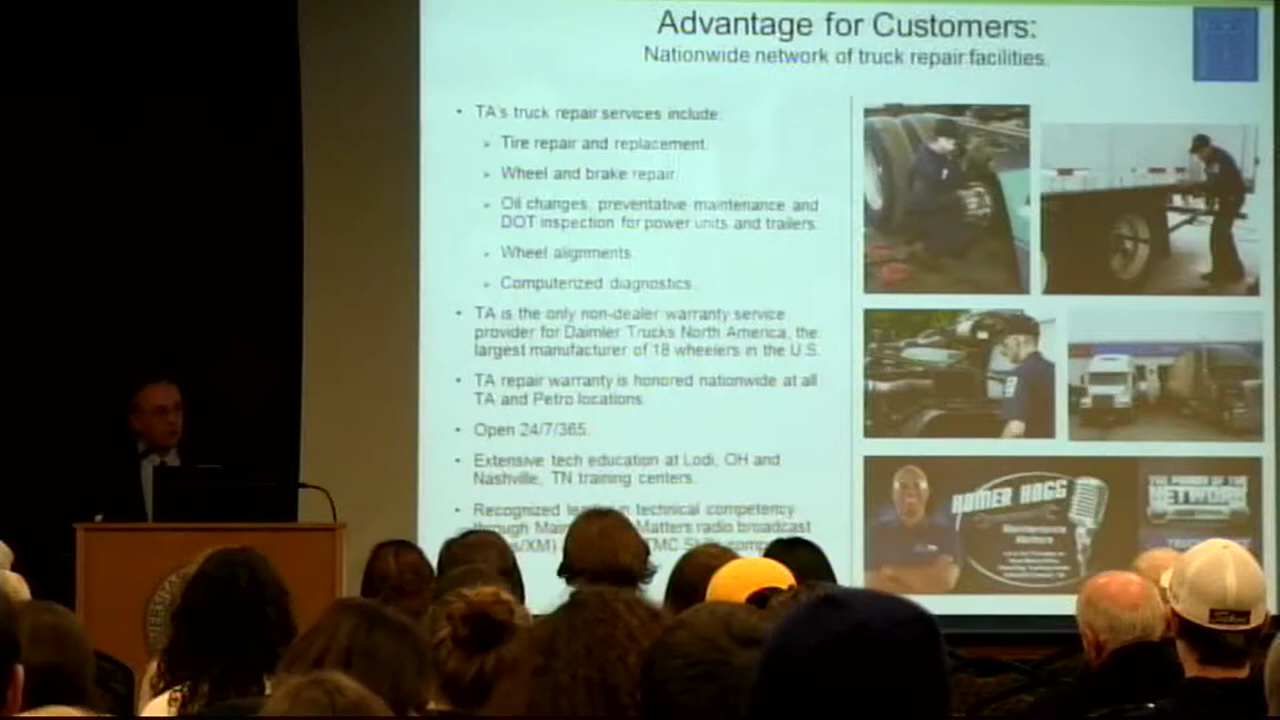 Advantage for Customers:
Nationwide network of truck repair facilities.
• TA's truck repair services include:
Tire repair and replacement.
Wheel and brake repair.
Oil changes, preventative maintenance and
DOT inspection for power units and trailers.
Wheel alignments.
Computerized diagnostics.
• TA is the only non-dealer warranty service
provider for Daimler Trucks North America, the
largest manufacturer of 18 wheelers in the U.S.
• TA repair warranty is honored nationwide at all
TA and Petro locations.
• Open 24/7/365.
• Extensive tech education at Lodi, OH and
Nashville, TN training centers.
• Recognized in technical competency
through Matters radio broadcast
/XM) TMC
HOMER HOGG
Maintenance
Matters
THE POWER OF THE
NETWORK